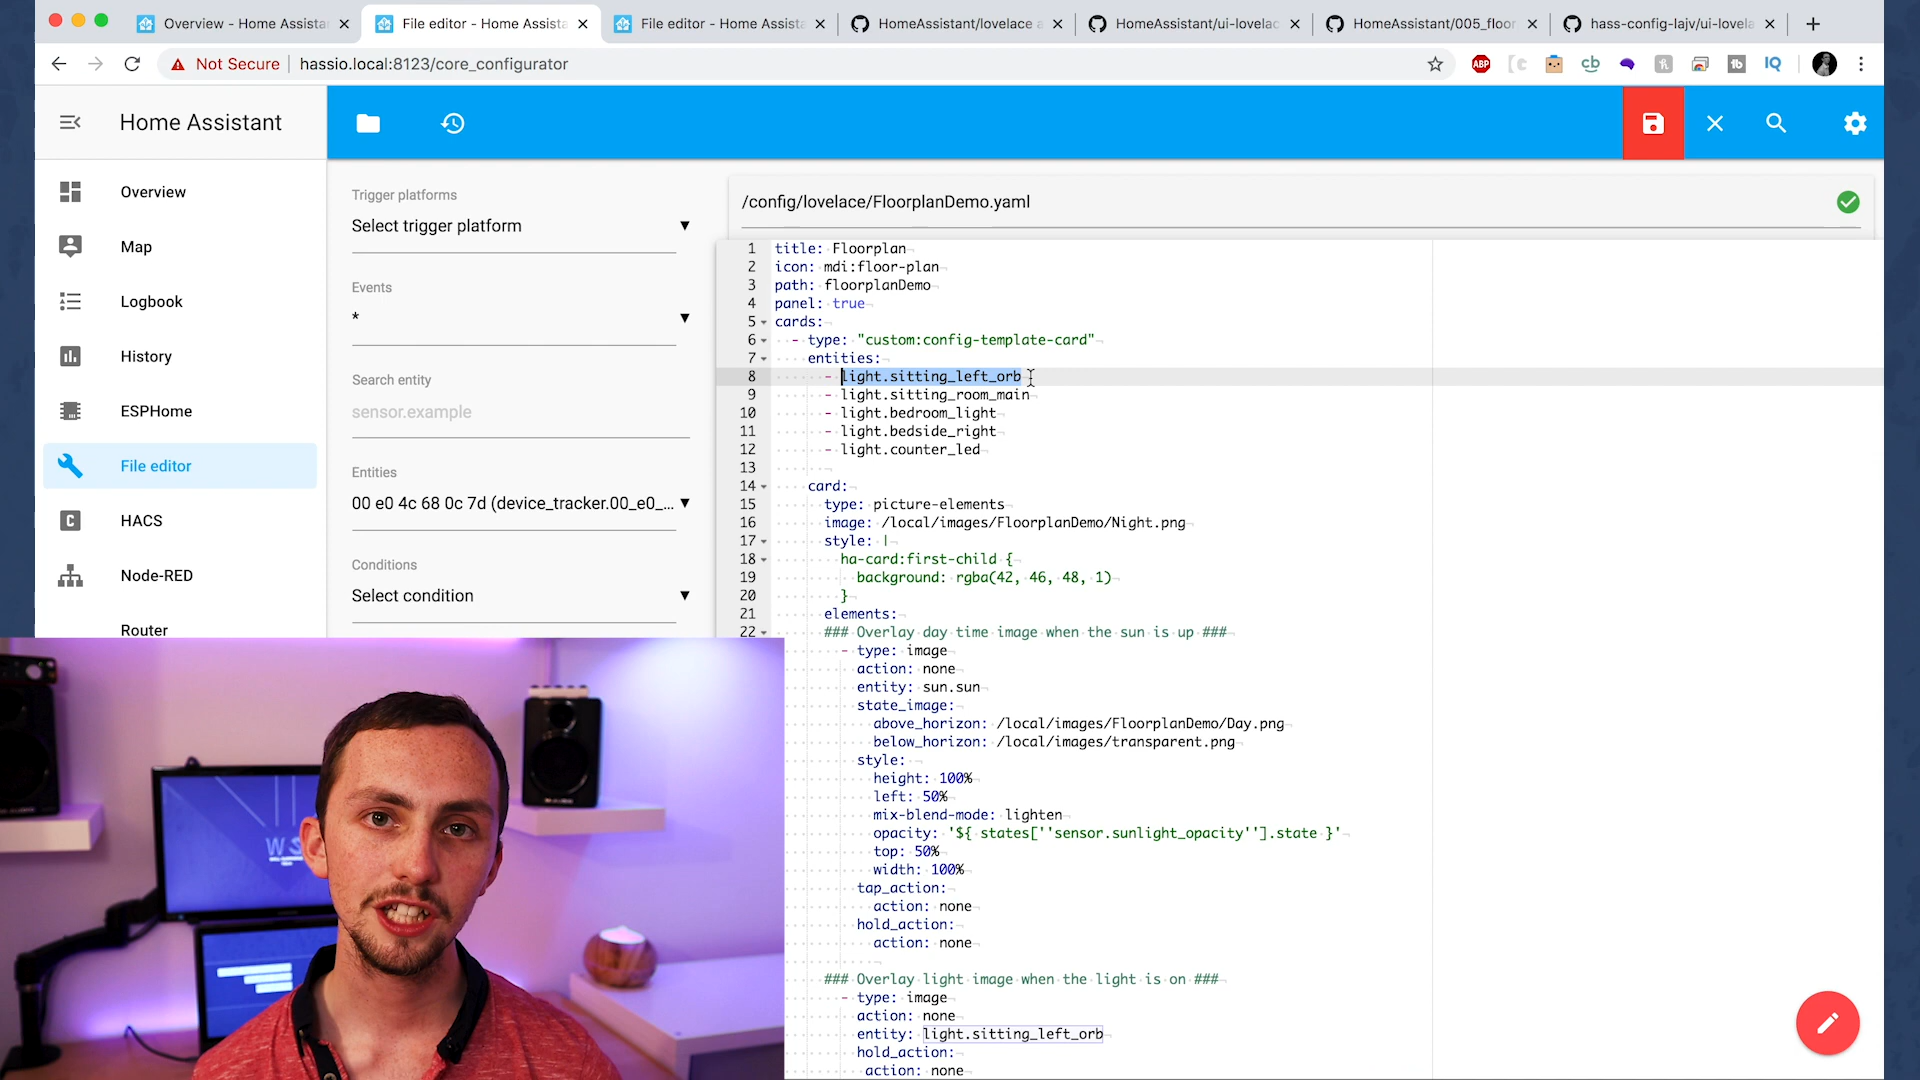 Overview - Home Assista
File editor - Home Assista
File editor - Home Assista
HomeAssistant/lovelace a
HomeAssistant/ui-lovelac
HomeAssistant/005_floor
hass-config-lajv/ui-lovela
Not Secure
hassio.local:8123/core_configurator
ABP
cb
IQ
Home Assistant
Overview
Map
Logbook
History
ESPHome
File editor
HACS
Node-RED
Router
Trigger platforms
Select trigger platform
Events
*
Search entity
sensor.example
Entities
00 e0 4c 68 0c 7d (device_tracker.00_e0_...
Conditions
Select condition
/config/lovelace/FloorplanDemo.yaml
1 title: Floorplan
2 icon: mdi:floor-plan
3 path: floorplanDemo
4 panel: true
5 cards:
6 - type: "custom:config-template-card"
7 entities:
8 - light.sitting_left_orb
9 - light.sitting_room_main
10 - light.bedroom_light
11 - light.bedside_right
12 - light.counter_led
13
14 card:
15 type: picture-elements
16 image: /local/images/FloorplanDemo/Night.png
17 style: |
18 ha-card:first-child {
19 background: rgba(42, 46, 48, 1)
20 }
21 elements:
22 ### Overlay day time image when the sun is up ###
- type: image
action: none
entity: sun.sun
state_image:
above_horizon: /local/images/FloorplanDemo/Day.png
below_horizon: /local/images/transparent.png
style:
height: 100%
left: 50%
mix-blend-mode: lighten
opacity: '${ states[''sensor.sunlight_opacity''].state }'
top: 50%
width: 100%
tap_action:
action: none
hold_action:
action: none
### Overlay light image when the light is on ###
- type: image
action: none
entity: light.sitting_left_orb
hold_action:
action: none